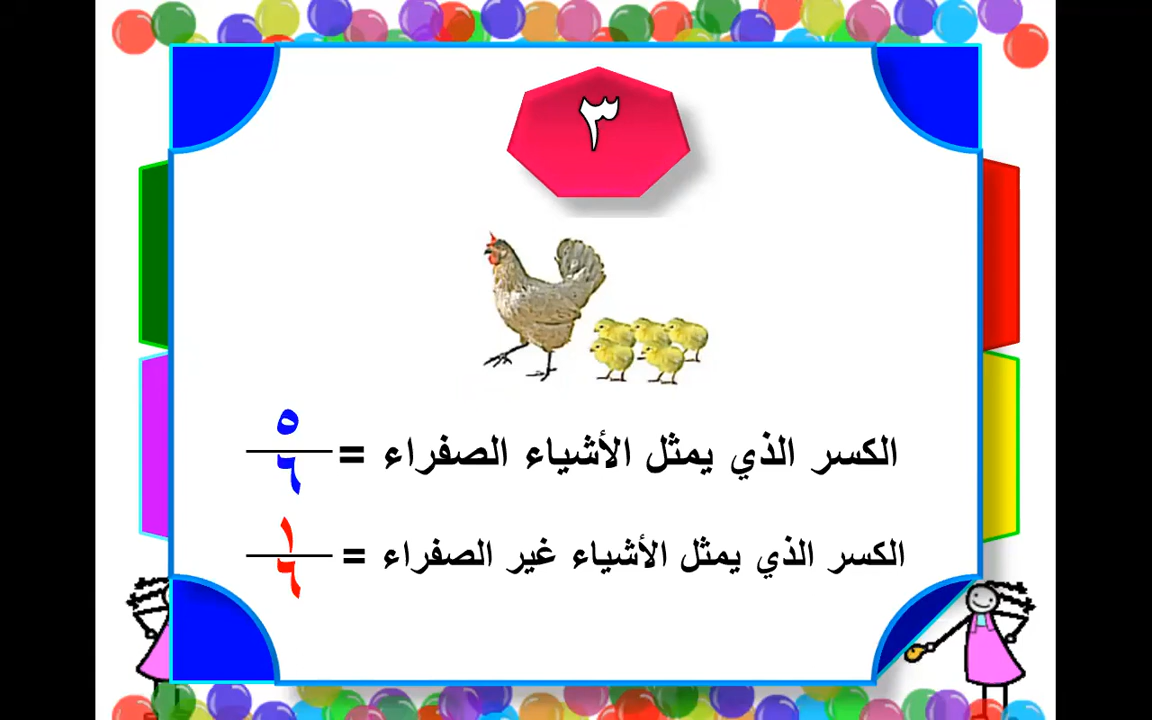 ٣
الكسر الذي يمثل الأشياء الصفراء = ٥/٦
الكسر الذي يمثل الأشياء غير الصفراء = ١/٦